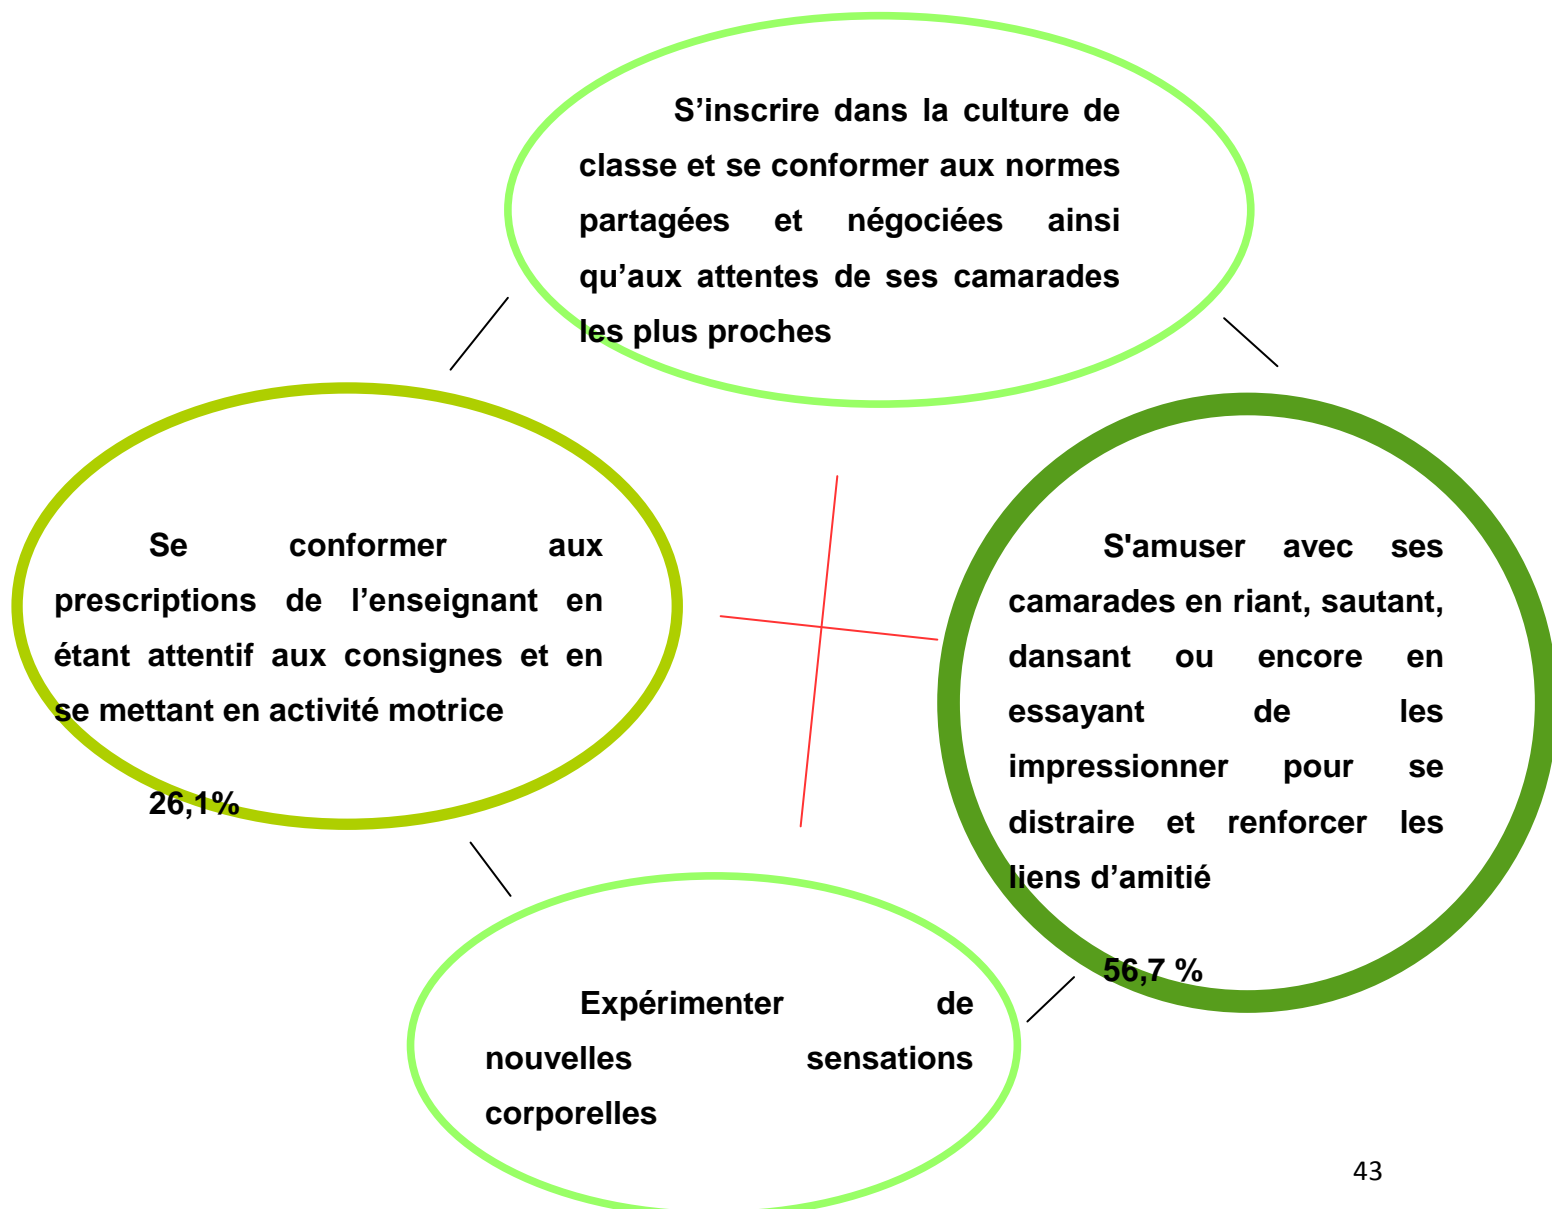 S’inscrire dans la culture de
classe et se conformer aux normes
partagées et négociées ainsi
qu’aux attentes de ses camarades
les plus proches
Se conformer aux
prescriptions de l’enseignant en
étant attentif aux consignes et en
se mettant en activité motrice
26,1%
S'amuser avec ses
camarades en riant, sautant,
dansant ou encore en
essayant de les
impressionner pour se
distraire et renforcer les
liens d’amitié
56,7 %
Expérimenter de
nouvelles sensations
corporelles
43